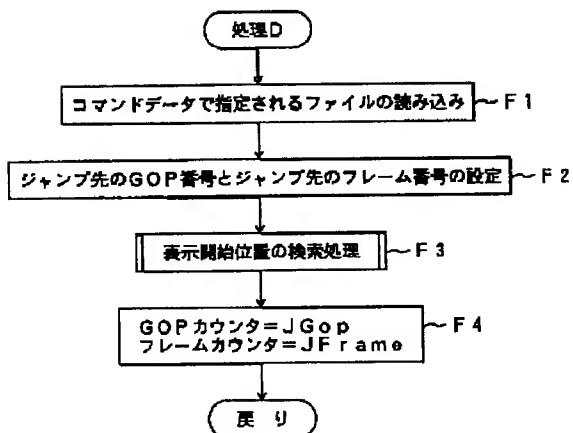 処理D
コマンドデータで指定されるファイルの読み込み
F1
ジャンプ先のGOP番号とジャンプ先のフレーム番号の設定
F2
表示開始位置の検索処理
F3
GOPカウンタ=JGop
フレームカウンタ=JFrame
F4
戻り